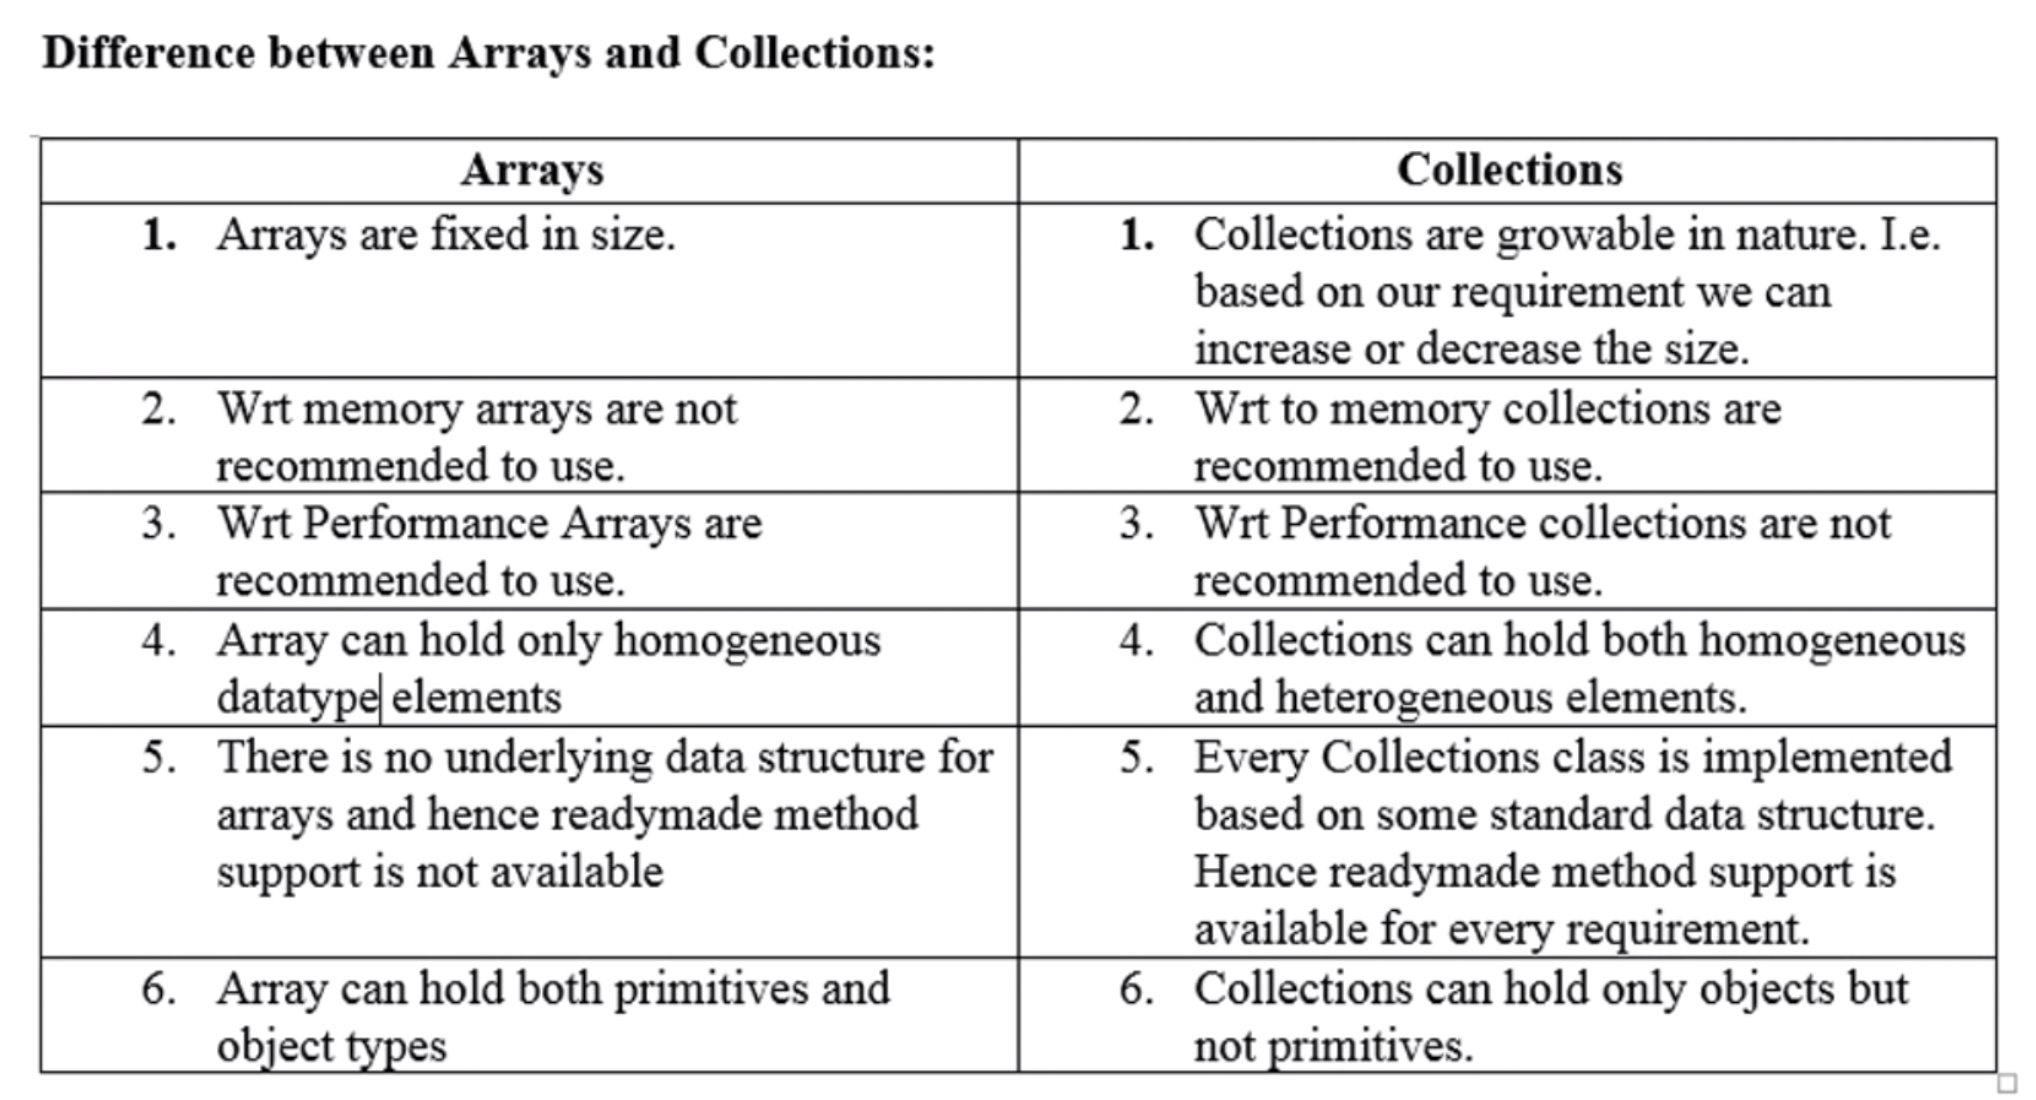 Difference between Arrays and Collections:
Arrays
Collections
1. Arrays are fixed in size.
1. Collections are growable in nature. I.e.
based on our requirement we can
increase or decrease the size.
2. Wrt memory arrays are not
recommended to use.
2. Wrt to memory collections are
recommended to use.
3. Wrt Performance Arrays are
recommended to use.
3. Wrt Performance collections are not
recommended to use.
4. Array can hold only homogeneous
datatype elements
4. Collections can hold both homogeneous
and heterogeneous elements.
5. There is no underlying data structure for
arrays and hence readymade method
support is not available
5. Every Collections class is implemented
based on some standard data structure.
Hence readymade method support is
available for every requirement.
6. Array can hold both primitives and
object types
6. Collections can hold only objects but
not primitives.